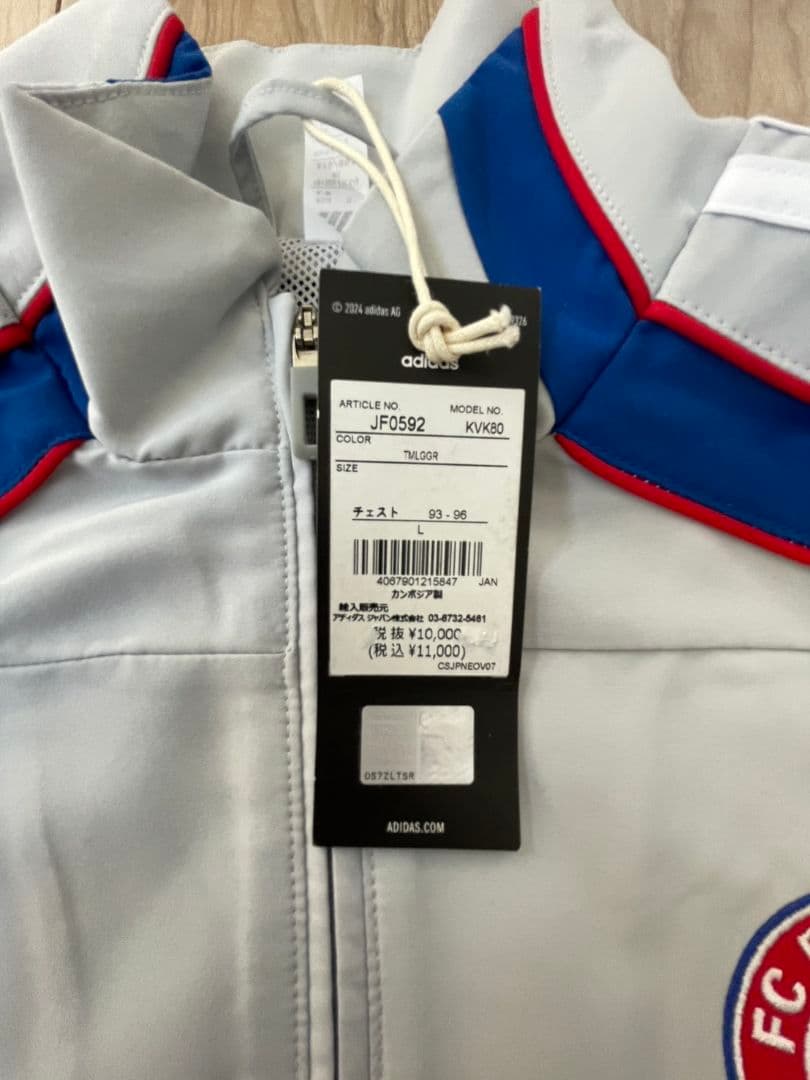 © 2024 adidas AG
adidas
ARTICLE NO.
MODEL NO.
JF0592
KVK80
COLOR
TMLGGR
SIZE
チェスト 93 - 96
L
4067901215847 JAN
カンボジア製
輸入販売元
アディダス ジャパン株式会社 03-6732-5461
税 抜 ¥10,000
(税 込 ¥11,000)
CSJPNEOV07
DS7ZLTSR
ADIDAS.COM
FC